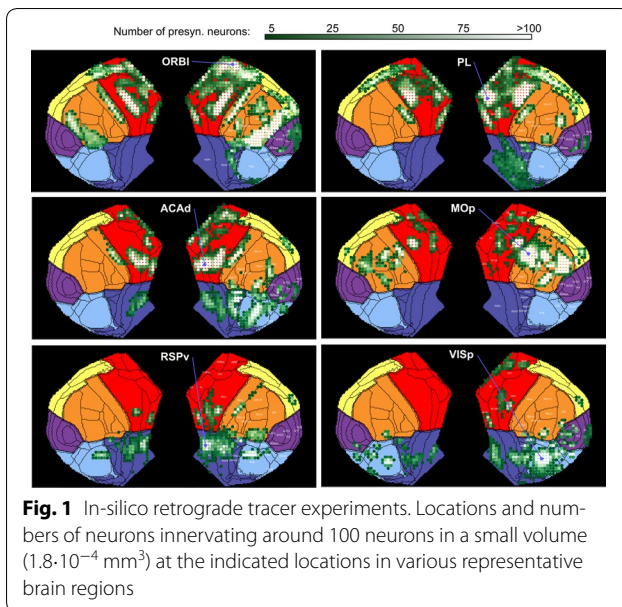 Number of presyn. neurons: 5 25 50 75 >100
ORBl PL
ACAd MOp
RSPv VISp
Fig. 1 In-silico retrograde tracer experiments. Locations and num-
bers of neurons innervating around 100 neurons in a small volume
(1.8·10⁻⁴ mm³) at the indicated locations in various representative
brain regions